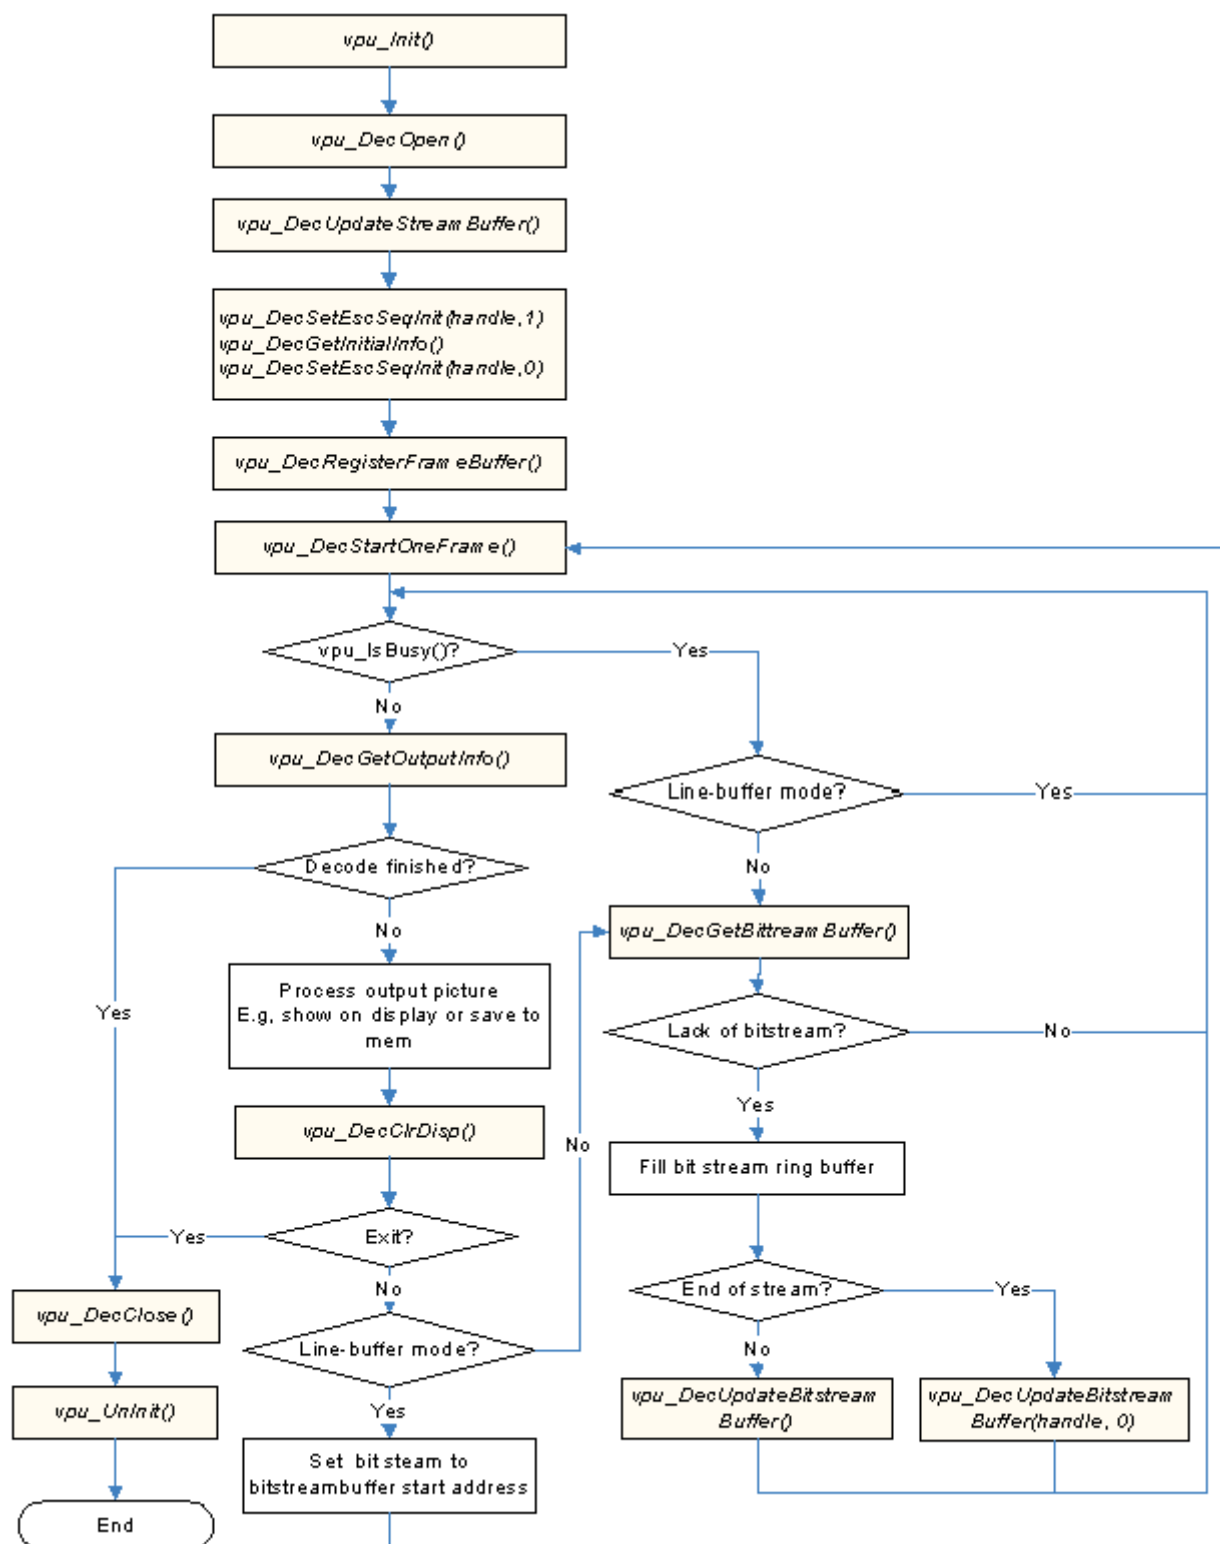 vpu_Init()
vpu_DecOpen()
vpu_DecUpdateStreamBuffer()
vpu_DecSetEscSeqInit(handle,1)
vpu_DecGetInitialInfo()
vpu_DecSetEscSeqInit(handle,0)
vpu_DecRegisterFrameBuffer()
vpu_DecStartOneFrame()
vpu_IsBusy()?
Yes
No
vpu_DecGetOutputInfo()
Line-buffer mode?
Yes
No
Decode finished?
Yes
No
vpu_DecGetBittreamBuffer()
Process output picture
E.g, show on display or save to
mem
Lack of bitstream?
No
Yes
vpu_DecClrDisp()
No
Fill bit stream ring buffer
Exit?
Yes
No
End of stream?
Yes
No
vpu_DecClose()
Line-buffer mode?
Yes
vpu_DecUpdateBitstream
Buffer()
vpu_DecUpdateBitstream
Buffer(handle, 0)
vpu_UnInit()
Set bitsteam to
bitstreambuffer start address
End